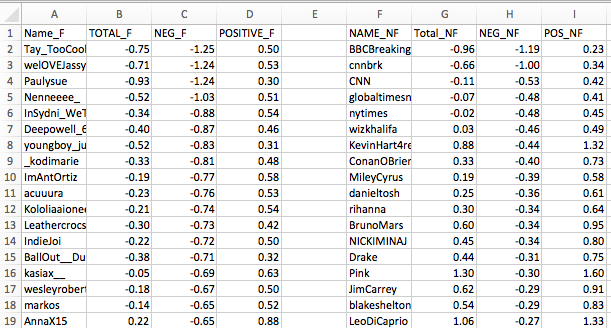 A B C D E F G H I
1 Name_F TOTAL_F NEG_F POSITIVE_F NAME_NF Total_NF NEG_NF POS_NF
2 Tay_TooCool -0.75 -1.25 0.50 BBCBreaking -0.96 -1.19 0.23
3 welOVEJassy -0.71 -1.24 0.53 cnnbrk -0.66 -1.00 0.34
4 Paulysue -0.93 -1.24 0.30 CNN -0.11 -0.53 0.42
5 Nenneeee_ -0.52 -1.03 0.51 globaltimesn -0.07 -0.48 0.41
6 InSydni_WeT -0.34 -0.88 0.54 nytimes -0.02 -0.48 0.45
7 Deepowell_6 -0.40 -0.87 0.46 wizkhalifa 0.03 -0.46 0.49
8 youngboy_ju -0.52 -0.83 0.31 KevinHart4re 0.88 -0.44 1.32
9 _kodimarie -0.33 -0.81 0.48 ConanOBrien 0.33 -0.40 0.73
10 ImAntOrtiz -0.19 -0.77 0.58 MileyCyrus 0.19 -0.39 0.58
11 acuuura -0.23 -0.76 0.53 danieltosh 0.25 -0.36 0.61
12 Kololiaaionee -0.21 -0.74 0.54 rihanna 0.30 -0.34 0.64
13 Leathercrocs -0.30 -0.73 0.42 BrunoMars 0.60 -0.34 0.95
14 IndieJoi -0.22 -0.72 0.50 NICKIMINAJ 0.45 -0.34 0.80
15 BallOut__Du -0.38 -0.71 0.32 Drake 0.44 -0.31 0.75
16 kasiax__ -0.05 -0.69 0.63 Pink 1.30 -0.30 1.60
17 wesleyrobert -0.18 -0.67 0.50 JimCarrey 0.62 -0.29 0.91
18 markos -0.14 -0.65 0.52 blakeshelton 0.54 -0.29 0.83
19 AnnaX15 0.22 -0.65 0.88 LeoDiCaprio 1.06 -0.27 1.33